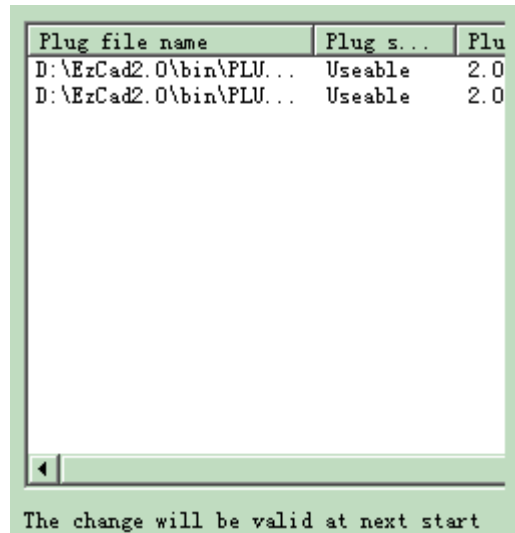 Plug file name Plug s... Plu
D:\EzCad2.0\bin\PLU... Useable 2.0
D:\EzCad2.0\bin\PLU... Useable 2.0
The change will be valid at next start